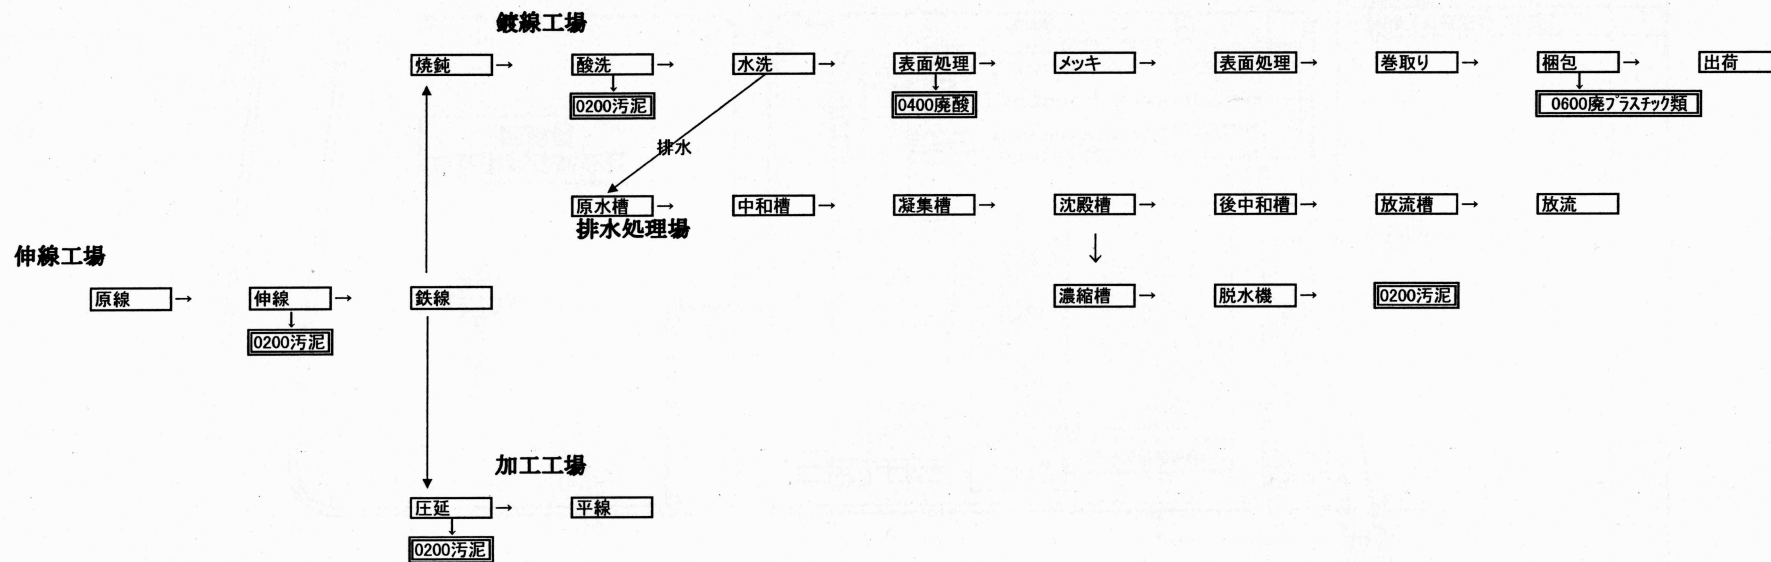 鍍線工場
焼鈍 → 酸洗 → 水洗 → 表面処理 → メッキ → 表面処理 → 巻取り → 梱包 → 出荷
0200汚泥 0400廃酸 0600廃プラスチック類
排水
原水槽 → 中和槽 → 凝集槽 → 沈殿槽 → 後中和槽 → 放流槽 → 放流
排水処理場
伸線工場
原線 → 伸線 → 鉄線 濃縮槽 → 脱水機 → 0200汚泥
0200汚泥
加工工場
圧延 → 平線
0200汚泥